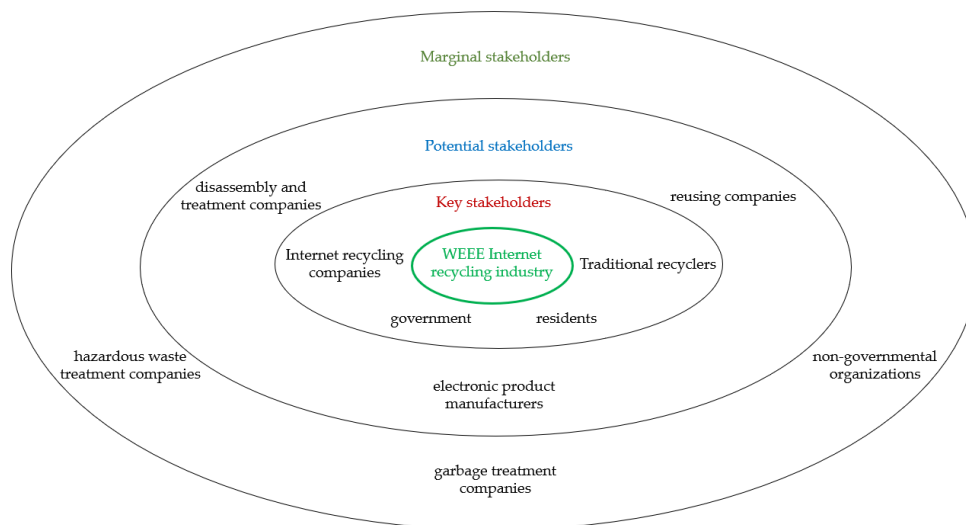 Marginal stakeholders
Potential stakeholders
disassembly and
treatment companies
reusing companies
Key stakeholders
Internet recycling
companies
WEEE Internet
recycling industry
Traditional recyclers
government
residents
hazardous waste
treatment companies
non-governmental
organizations
electronic product
manufacturers
garbage treatment
companies